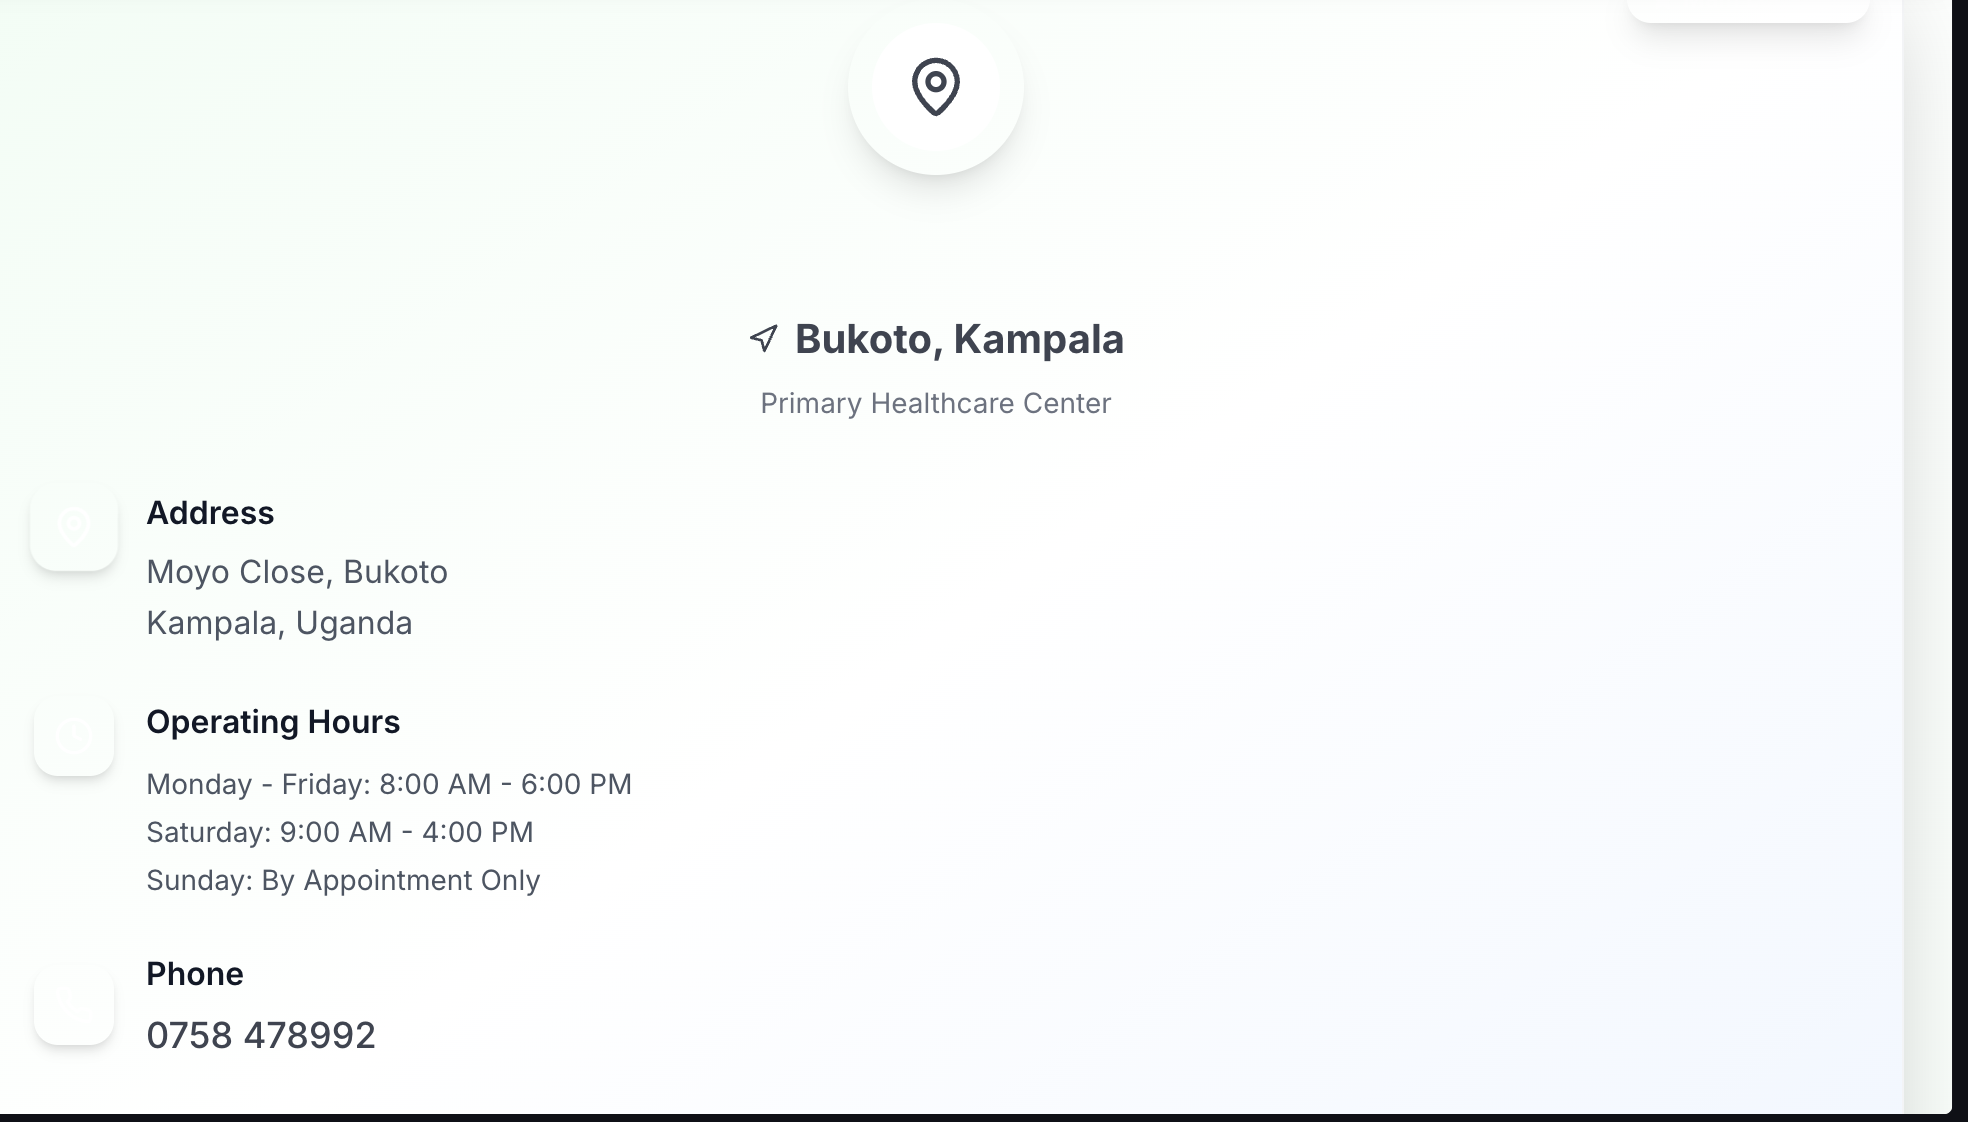 Bukoto, Kampala
Primary Healthcare Center
Address
Moyo Close, Bukoto
Kampala, Uganda
Operating Hours
Monday - Friday: 8:00 AM - 6:00 PM
Saturday: 9:00 AM - 4:00 PM
Sunday: By Appointment Only
Phone
0758 478992